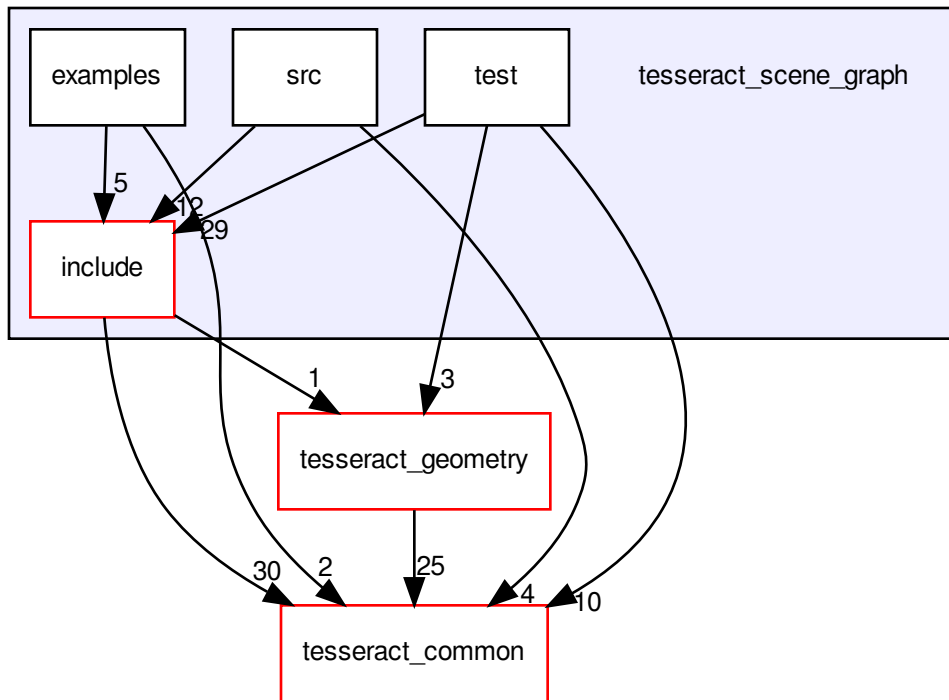 examples
src
test
tesseract_scene_graph
5
12
29
include
1
3
tesseract_geometry
30
2
25
4
10
tesseract_common